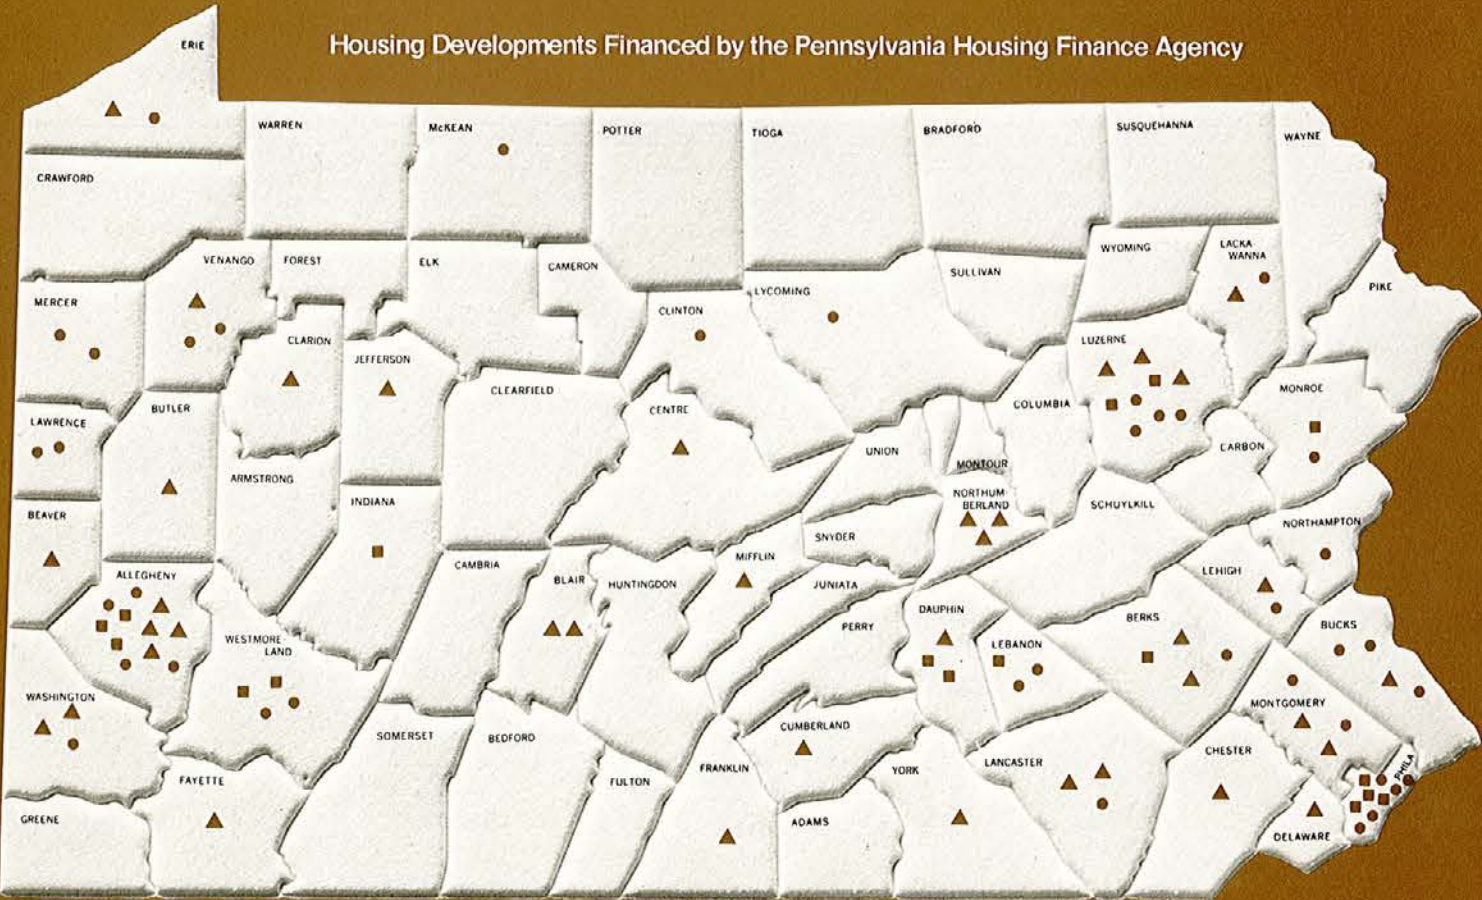 Housing Developments Financed by the Pennsylvania Housing Finance Agency
ERIE
WARREN
McKEAN
POTTER
TIOGA
BRADFORD
SUSQUEHANNA
WAYNE
CRAWFORD
VENANGO
FOREST
ELK
CAMERON
SULLIVAN
WYOMING
LACKA
WANNA
PIKE
MERCER
CLINTON
LYCOMING
LUZERNE
CLARION
JEFFERSON
CLEARFIELD
CENTRE
COLUMBIA
MONROE
LAWRENCE
BUTLER
ARMSTRONG
UNION
MONTOUR
CARBON
BEAVER
INDIANA
NORTHUM-
BERLAND
SCHUYLKILL
NORTHAMPTON
SNYDER
ALLEGHENY
CAMBRIA
BLAIR
HUNTINGDON
MIFFLIN
JUNIATA
LEHIGH
WESTMORE-
LAND
PERRY
DAUPHIN
LEBANON
BERKS
BUCKS
WASHINGTON
SOMERSET
BEDFORD
CUMBERLAND
MONTGOMERY
FAYETTE
FULTON
FRANKLIN
YORK
LANCASTER
CHESTER
PHILA
GREENE
ADAMS
DELAWARE